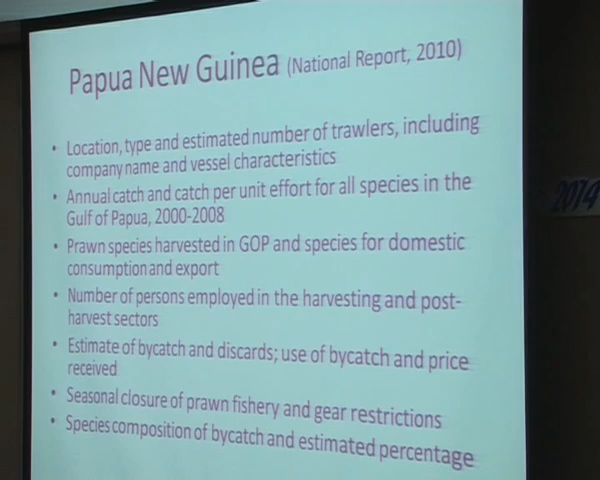 Papua New Guinea (National Report, 2010)
• Location, type and estimated number of trawlers, including
company name and vessel characteristics
• Annual catch and catch per unit effort for all species in the
Gulf of Papua, 2000-2008
• Prawn species harvested in GOP and species for domestic
consumption and export
• Number of persons employed in the harvesting and post-
harvest sectors
• Estimate of bycatch and discards; use of bycatch and price
received
• Seasonal closure of prawn fishery and gear restrictions
• Species composition of bycatch and estimated percentage
2014